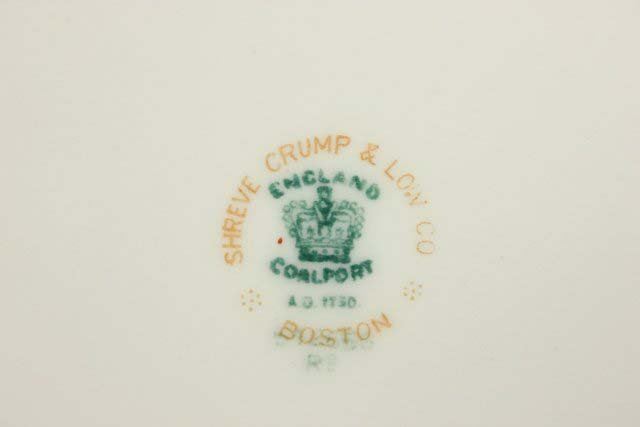 SHREVE CRUMP & LOW CO
ENGLAND
COALPORT
A.D. 1750.
BOSTON